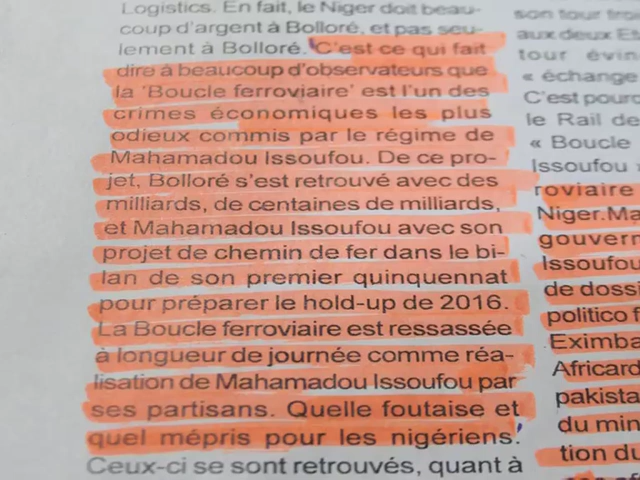 Logistics. En fait, le Niger doit beau-
coup d'argent à Bolloré, et pas seu-
lement à Bolloré. C'est ce qui fait
dire à beaucoup d'observateurs que
la 'Boucle ferroviaire' est l'un des
crimes économiques les plus
odieux commis par le régime de
Mahamadou Issoufou. De ce pro-
jet, Bolloré s'est retrouvé avec des
milliards, de centaines de milliards,
et Mahamadou Issoufou avec son
projet de chemin de fer dans le bi-
lan de son premier quinquennat
pour préparer le hold-up de 2016.
La Boucle ferroviaire est ressassée
à longueur de journée comme réa-
lisation de Mahamadou Issoufou par
ses partisans. Quelle foutaise et
quel mépris pour les nigériens.
Ceux-ci se sont retrouvés, quant à
son tour
aux deux
tour évin
« échange
C'est pourq
le Rail de
« Boucle
Issoufou
roviaire
Niger.Ma
gouvern
Issoufou
de dossi
politico f
Eximba
Africard
pakista
du min
tion du